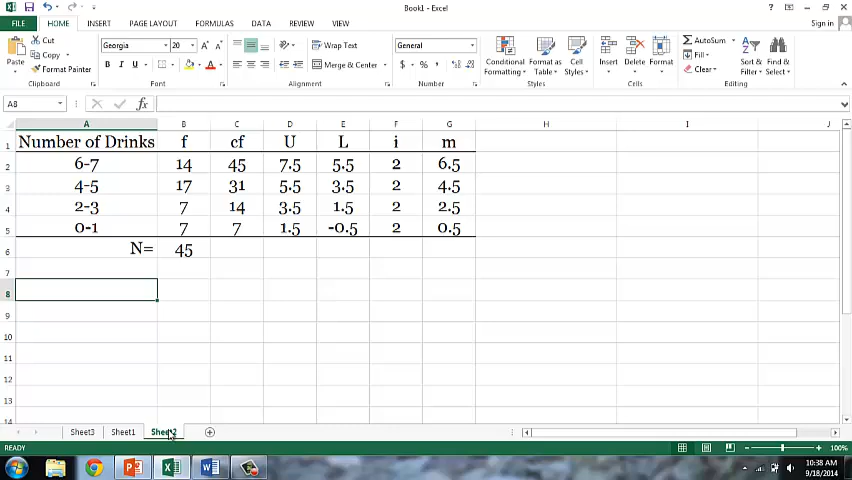 Book1 - Excel
FILE HOME INSERT PAGE LAYOUT FORMULAS DATA REVIEW VIEW Sign in
Paste Cut Copy Format Painter Clipboard
Georgia 20 B I U A Font
Wrap Text Merge & Center Alignment
General $ % , Number
Conditional Formatting Format as Table Cell Styles Styles
Insert Delete Format Cells
AutoSum Fill Clear Sort & Filter Find & Select Editing
A8 fx
A B C D E F G H I J
1 Number of Drinks f cf U L i m
2 6-7 14 45 7.5 5.5 2 6.5
3 4-5 17 31 5.5 3.5 2 4.5
4 2-3 7 14 3.5 1.5 2 2.5
5 0-1 7 7 1.5 -0.5 2 0.5
6 N= 45
7
8
9
10
11
12
13
14
Sheet3 Sheet1 Sheet2
READY 100%
10:38 AM
9/18/2014